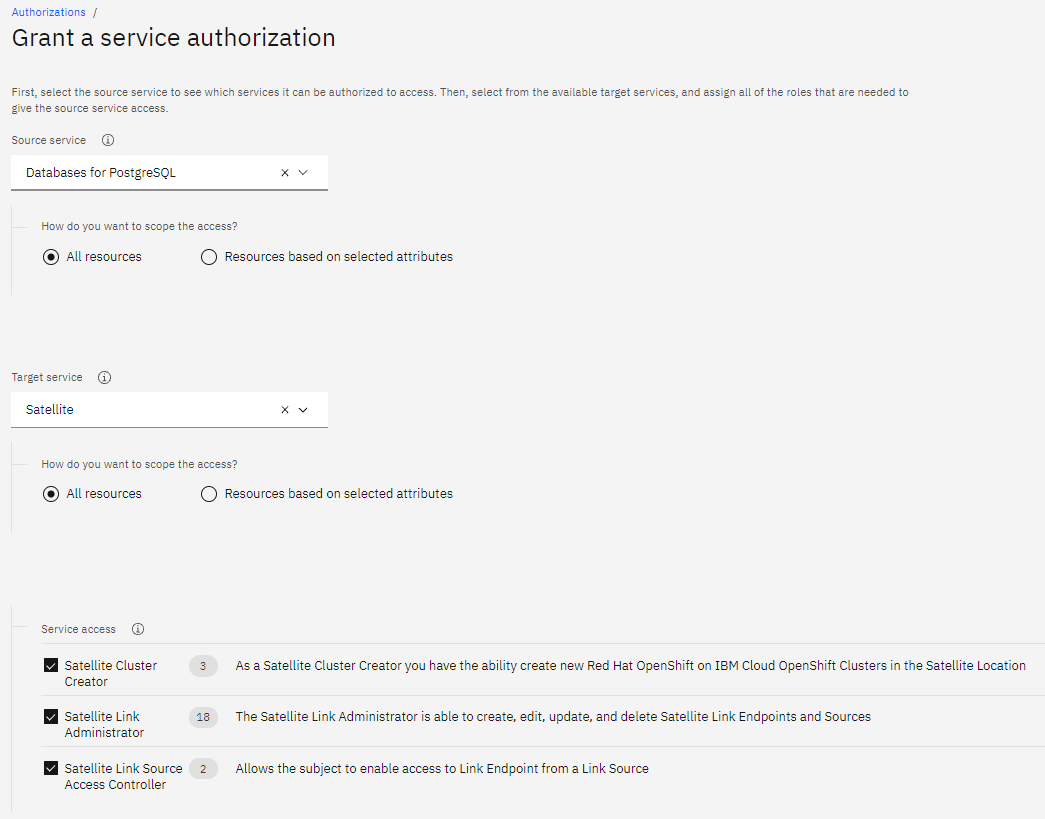 Authorizations /
Grant a service authorization
First, select the source service to see which services it can be authorized to access. Then, select from the available target services, and assign all of the roles that are needed to
give the source service access.
Source service
Databases for PostgreSQL
How do you want to scope the access?
All resources Resources based on selected attributes
Target service
Satellite
How do you want to scope the access?
All resources Resources based on selected attributes
Service access
Satellite Cluster 3 As a Satellite Cluster Creator you have the ability create new Red Hat OpenShift on IBM Cloud OpenShift Clusters in the Satellite Location
Creator
Satellite Link 18 The Satellite Link Administrator is able to create, edit, update, and delete Satellite Link Endpoints and Sources
Administrator
Satellite Link Source 2 Allows the subject to enable access to Link Endpoint from a Link Source
Access Controller